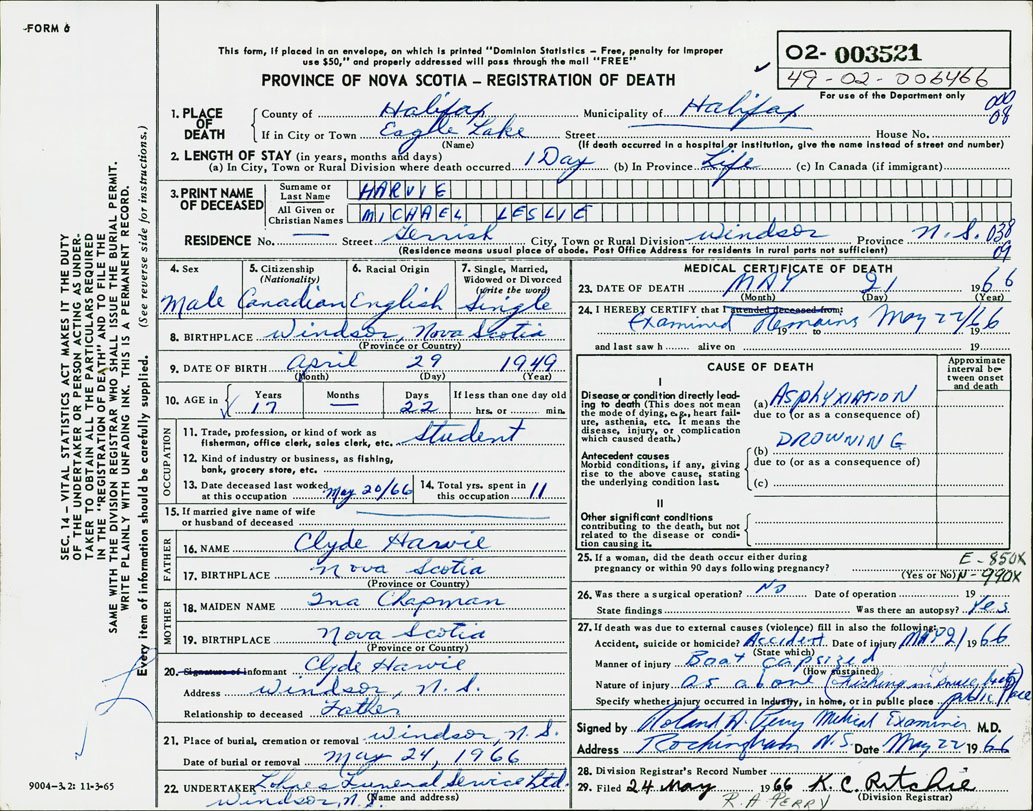 FORM 6
This form, if placed in an envelope, on which is printed "Dominion Statistics – Free, penalty for improper
use $50," and properly addressed will pass through the mail "FREE"
PROVINCE OF NOVA SCOTIA – REGISTRATION OF DEATH
02- 003521
49-02-006466
For use of the Department only
000
08
1. PLACE OF DEATH
County of Halifax Municipality of Halifax
If in City or Town Eagle Lake Street House No.
(Name) (If death occurred in a hospital or institution, give the name instead of street and number)
2. LENGTH OF STAY (in years, months and days)
(a) In City, Town or Rural Division where death occurred 1 Day (b) In Province Life (c) In Canada (if immigrant)
3. PRINT NAME OF DECEASED
Surname or Last Name HARVIE
All Given or Christian Names MICHAEL LESLIE
RESIDENCE No. — Street Gerrish City, Town or Rural Division Windsor Province N.S. 038
09
(Residence means usual place of abode. Post Office Address for residents in rural parts not sufficient)
4. Sex
Male
5. Citizenship
(Nationality)
Canadian
6. Racial Origin
English
7. Single, Married,
Widowed or Divorced
(write the word)
Single
8. BIRTHPLACE Windsor, Nova Scotia
(Province or Country)
9. DATE OF BIRTH April 29 1949
(Month) (Day) (Year)
10. AGE in
Years 17
Months —
Days 22
If less than one day old
hrs. or min.
OCCUPATION
11. Trade, profession, or kind of work as
fisherman, office clerk, sales clerk, etc. Student
12. Kind of industry or business, as fishing,
bank, grocery store, etc.
13. Date deceased last worked
at this occupation May 20/66
14. Total yrs. spent in
this occupation 11
15. If married give name of wife
or husband of deceased
FATHER
16. NAME Clyde Harvie
17. BIRTHPLACE Nova Scotia
(Province or Country)
MOTHER
18. MAIDEN NAME Ina Chapman
19. BIRTHPLACE Nova Scotia
(Province or Country)
20. Signature of informant Clyde Harvie
Address Windsor, N.S.
Relationship to deceased Father
21. Place of burial, cremation or removal Windsor, N.S.
Date of burial or removal May 24, 1966
22. UNDERTAKER Lohnes Funeral Service Ltd.
Windsor, N.S.
(Name and address)
MEDICAL CERTIFICATE OF DEATH
23. DATE OF DEATH MAY 21 1966
(Month) (Day) (Year)
24. I HEREBY CERTIFY that I attended deceased from:
Examined Remains May 22/66
19 to
and last saw h alive on 19
CAUSE OF DEATH
Approximate
interval be-
tween onset
and death
I
Disease or condition directly lead-
ing to death (This does not mean
the mode of dying, e.g., heart fail-
ure, asthenia, etc. It means the
disease, injury, or complication
which caused death.)
(a) ASPHYXIATION
due to (or as a consequence of)
Antecedent causes
Morbid conditions, if any, giving
rise to the above cause, stating
the underlying condition last.
(b) DROWNING
due to (or as a consequence of)
(c)
II
Other significant conditions
contributing to the death, but not
related to the disease or condi-
tion causing it.
25. If a woman, did the death occur either during
pregnancy or within 90 days following pregnancy?
(Yes or No)
E-850X
N-990X
26. Was there a surgical operation? No Date of operation 19
State findings Was there an autopsy? Yes
27. If death was due to external causes (violence) fill in also the following:
Accident, suicide or homicide? Accident Date of injury MAY 21 1966
(State which)
Manner of injury Boat capsized
(How sustained)
Nature of injury as above (Fishing in small boat)
Specify whether injury occurred in Industry, in home, or in public place public place
Signed by Roland A. Perry Medical Examiner M.D.
Address Rockingham N.S. Date May 22 1966
28. Division Registrar's Record Number
29. Filed 24 May 1966 K. C. Ritchie
(Division Registrar)
R A PERRY
SEC. 14 – VITAL STATISTICS ACT MAKES IT THE DUTY
OF THE UNDERTAKER OR PERSON ACTING AS UNDER-
TAKER TO OBTAIN ALL THE PARTICULARS REQUIRED
IN THE "REGISTRATION OF DEATH" AND TO FILE THE
SAME WITH THE DIVISION REGISTRAR WHO SHALL ISSUE THE BURIAL PERMIT.
WRITE PLAINLY WITH UNFADING INK. THIS IS A PERMANENT RECORD.
Every item of information should be carefully supplied. (See reverse side for instructions.)
9004-3.2: 11-3-65